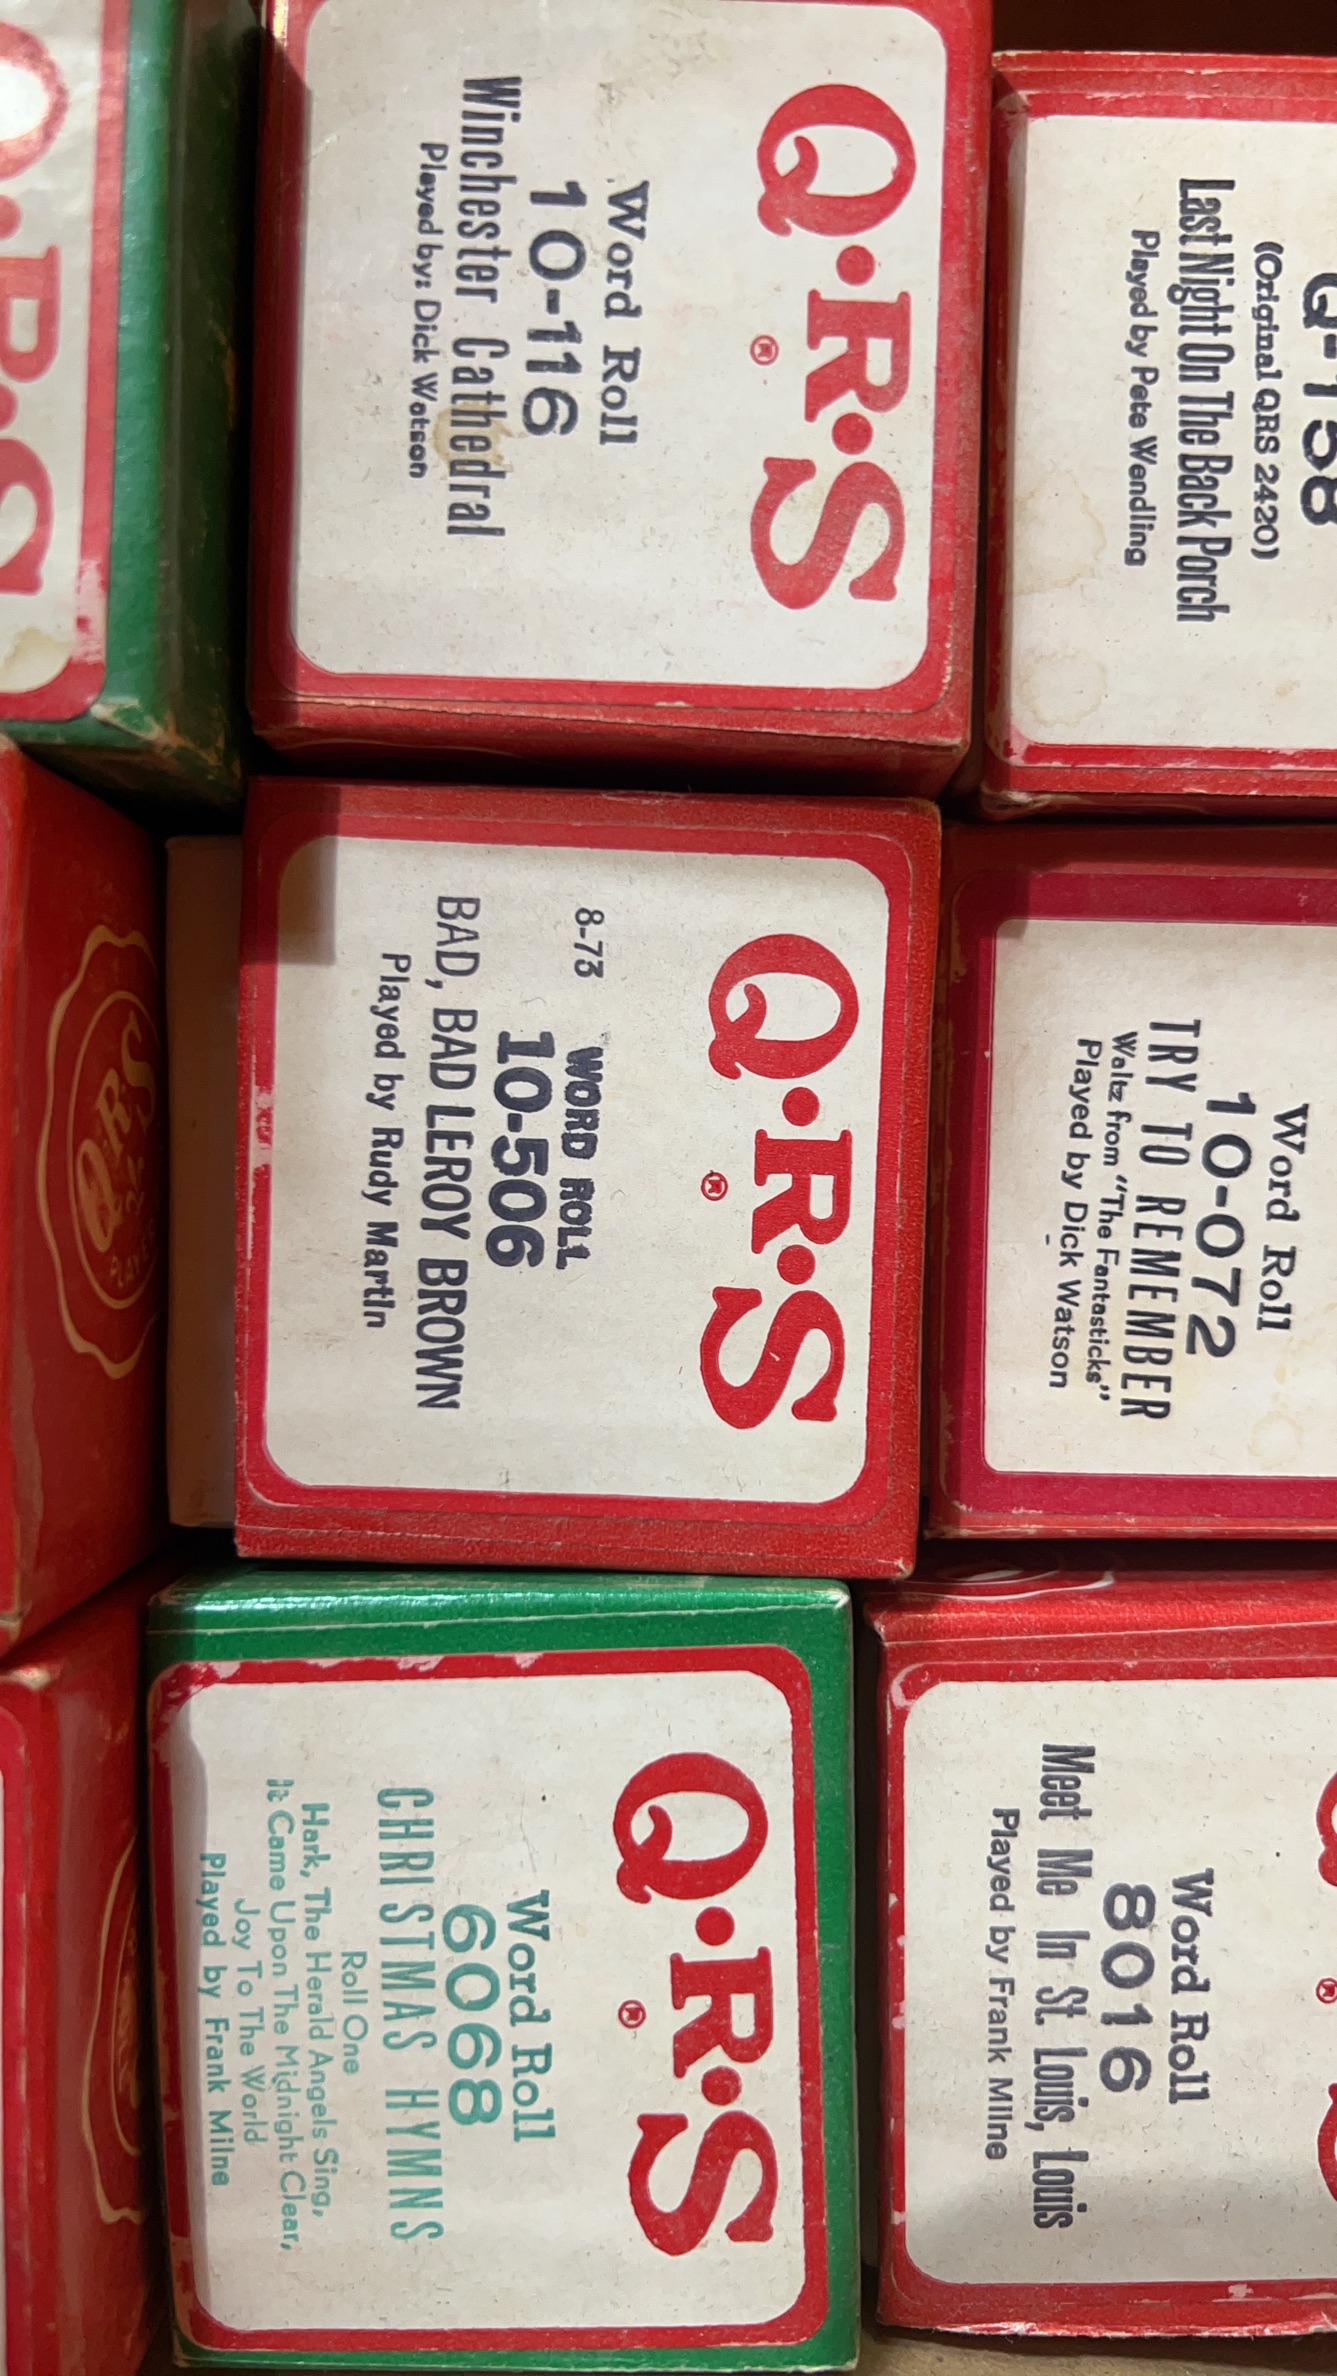 Q•R•S
Q•R•S®
Word Roll
10-116
Winchester Cathedral
Played by: Dick Watson
Q-158
(Original QRS 2420)
Last Night On The Back Porch
Played by Pete Wendling
Q•R•S®
8-73 WORD ROLL
10-506
BAD, BAD LEROY BROWN
Played by Rudy Martin
Word Roll
10-072
TRY TO REMEMBER
Waltz from "The Fantasticks"
Played by Dick Watson
Q•R•S®
Word Roll
6068
CHRISTMAS HYMNS
Roll One
Hark, The Herald Angels Sing,
It Came Upon The Midnight Clear,
Joy To The World
Played by Frank Milne
Word Roll
8016
Meet Me In St. Louis, Louis
Played by Frank Milne
Q•R•S